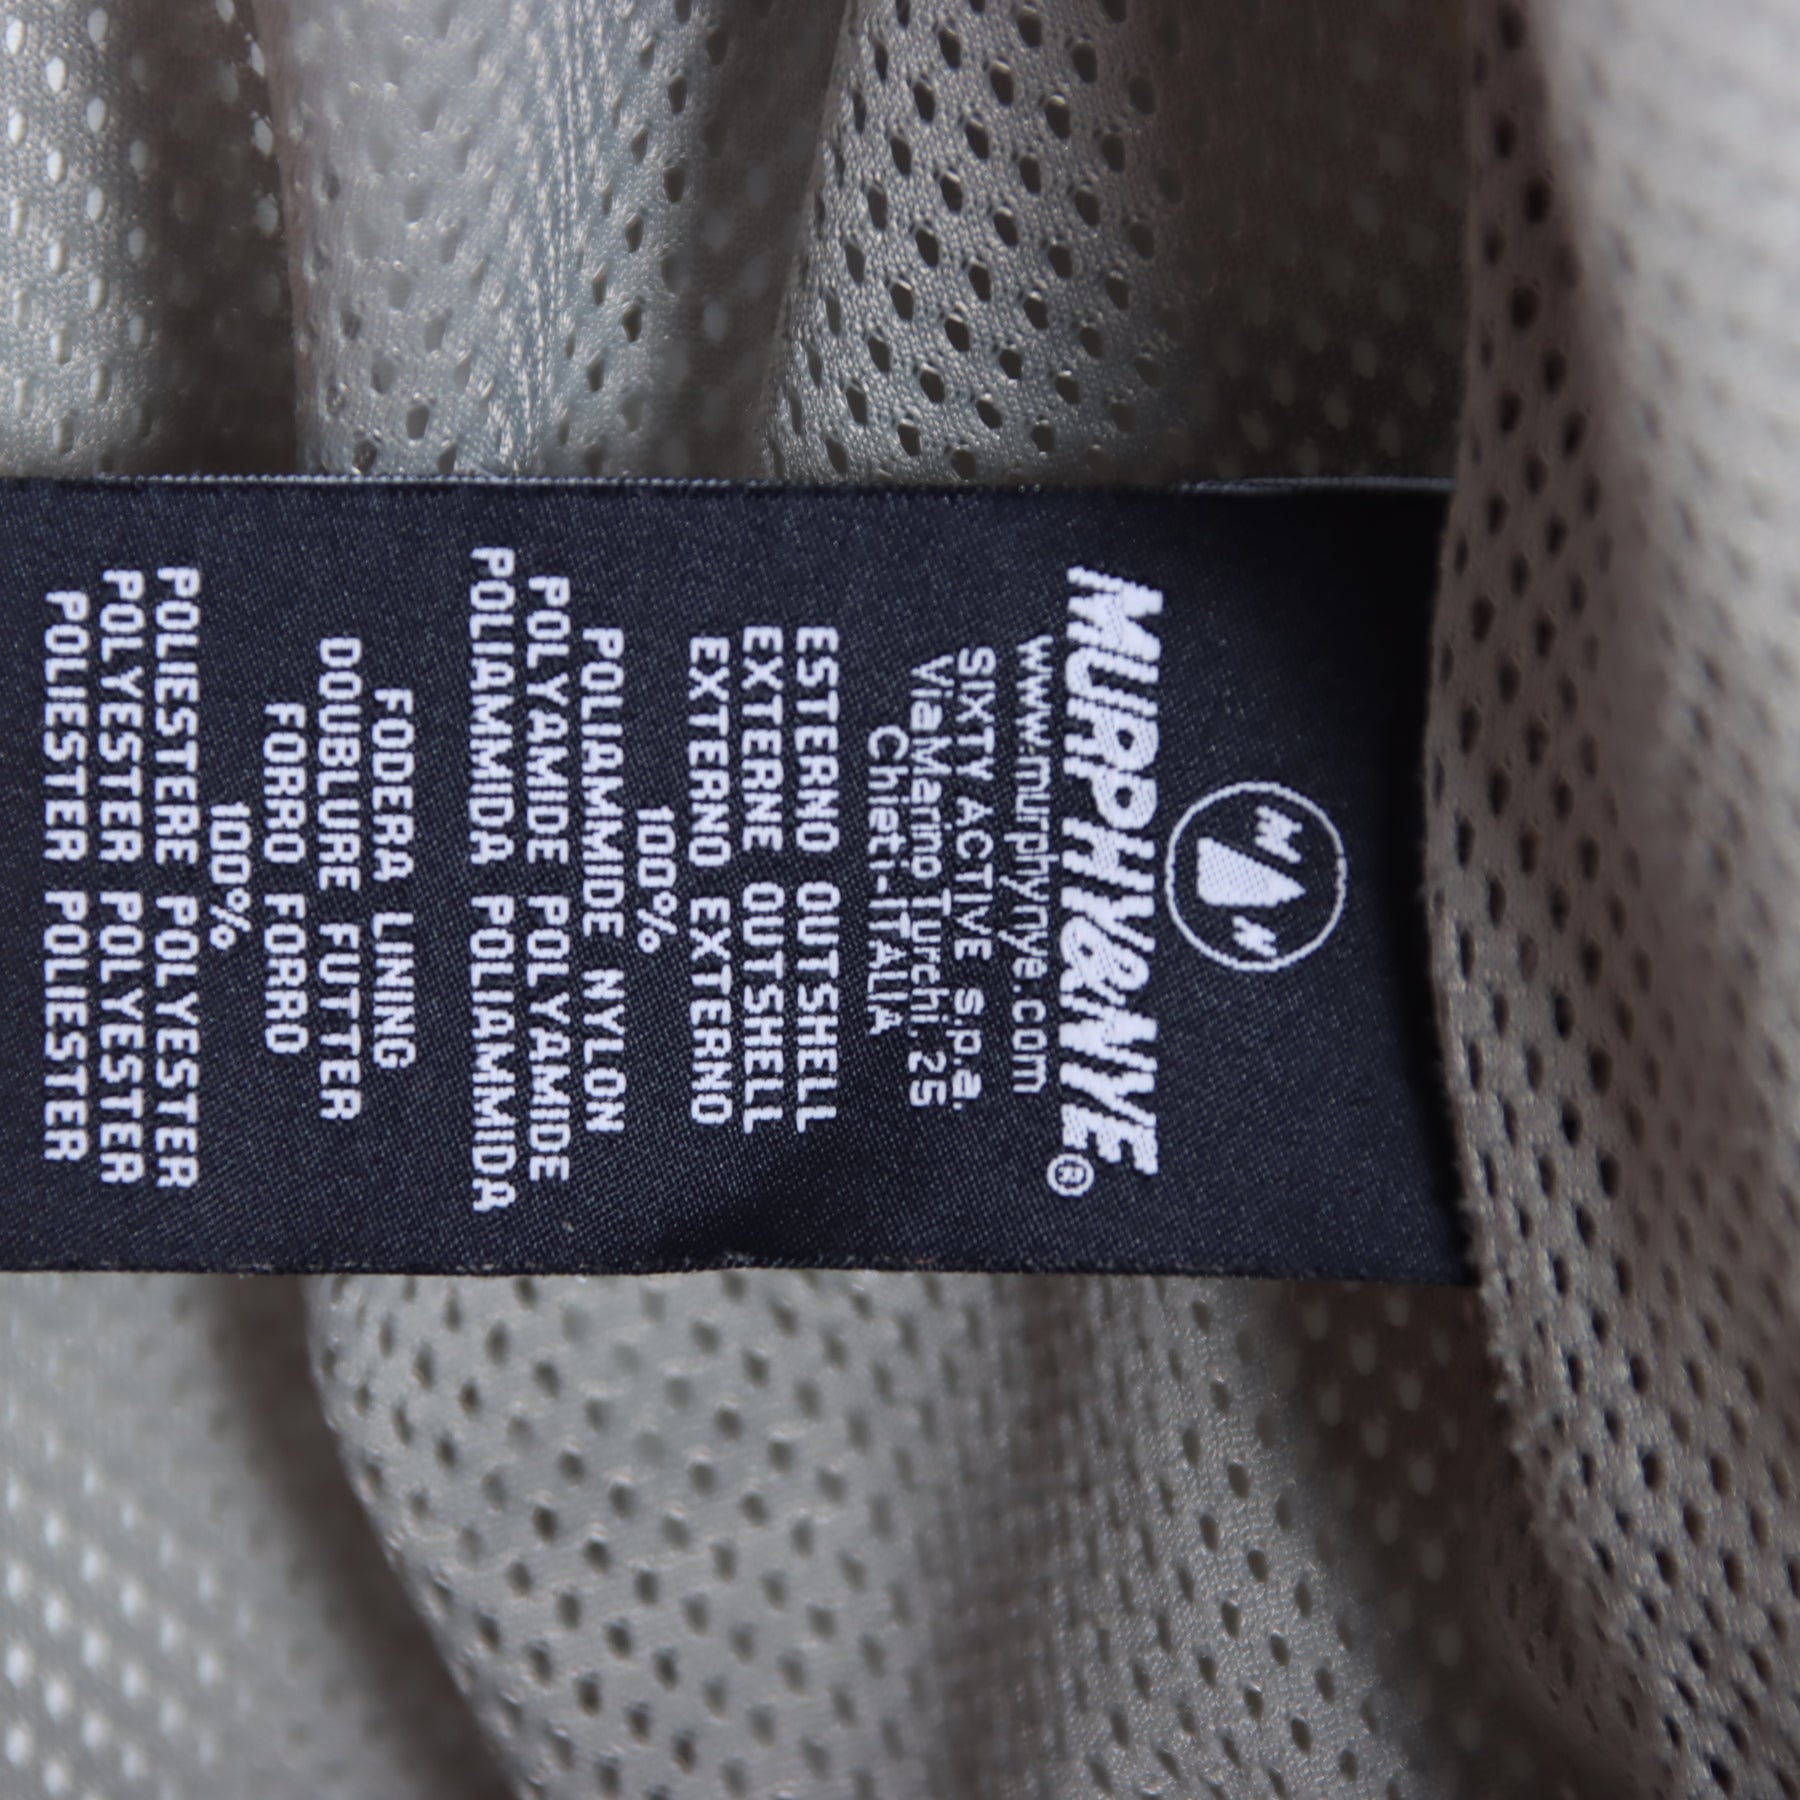 M
N
MURPHY&NYE®
www.murphynye.com
SIXTY ACTIVE s.p.a.
Via Marino Turchi, 25
Chieti-ITALIA
ESTERNO OUTSHELL
EXTERNE OUTSHELL
EXTERNO EXTERNO
100%
POLIAMMIDE NYLON
POLYAMIDE POLYAMIDE
POLIAMMIDA POLIAMMIDA
FODERA LINING
DOUBLURE FUTTER
FORRO FORRO
100%
POLIESTERE POLYESTER
POLYESTER POLYESTER
POLIESTER POLIESTER